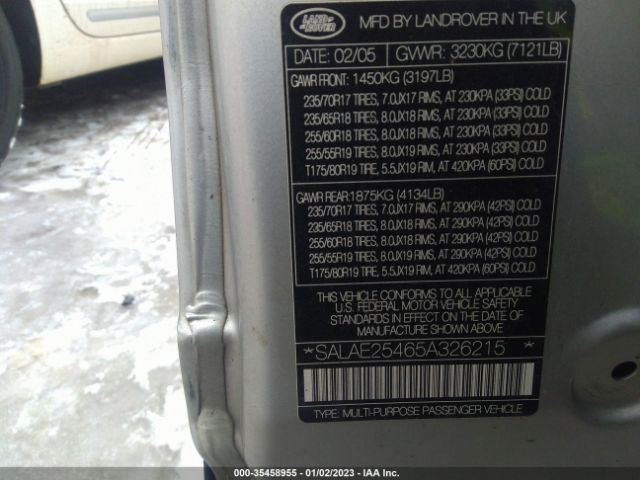 LAND
ROVER
MFD BY LANDROVER IN THE UK
DATE: 02/05 GVWR: 3230KG (7121LB)
GAWR FRONT: 1450KG (3197LB)
235/70R17 TIRES, 7.0JX17 RIMS, AT 230KPA (33PSI) COLD
235/65R18 TIRES, 8.0JX18 RIMS, AT 230KPA (33PSI) COLD
255/60R18 TIRES, 8.0JX18 RIMS, AT 230KPA (33PSI) COLD
255/55R19 TIRES, 8.0JX19 RIMS, AT 230KPA (33PSI) COLD
T175/80R19 TIRE, 5.5JX19 RIM, AT 420KPA (60PSI) COLD
GAWR REAR:1875KG (4134LB)
235/70R17 TIRES, 7.0JX17 RIMS, AT 290KPA (42PSI) COLD
235/65R18 TIRES, 8.0JX18 RIMS, AT 290KPA (42PSI) COLD
255/60R18 TIRES, 8.0JX18 RIMS, AT 290KPA (42PSI) COLD
255/55R19 TIRES, 8.0JX19 RIMS, AT 290KPA (42PSI) COLD
T175/80R19 TIRE, 5.5JX19 RIM, AT 420KPA (60PSI) COLD
THIS VEHICLE CONFORMS TO ALL APPLICABLE
U.S. FEDERAL MOTOR VEHICLE SAFETY
STANDARDS IN EFFECT ON THE DATE OF
MANUFACTURE SHOWN ABOVE
*SALAE25465A326215*
TYPE: MULTI-PURPOSE PASSENGER VEHICLE
000-35458955 - 01/02/2023 - IAA Inc.